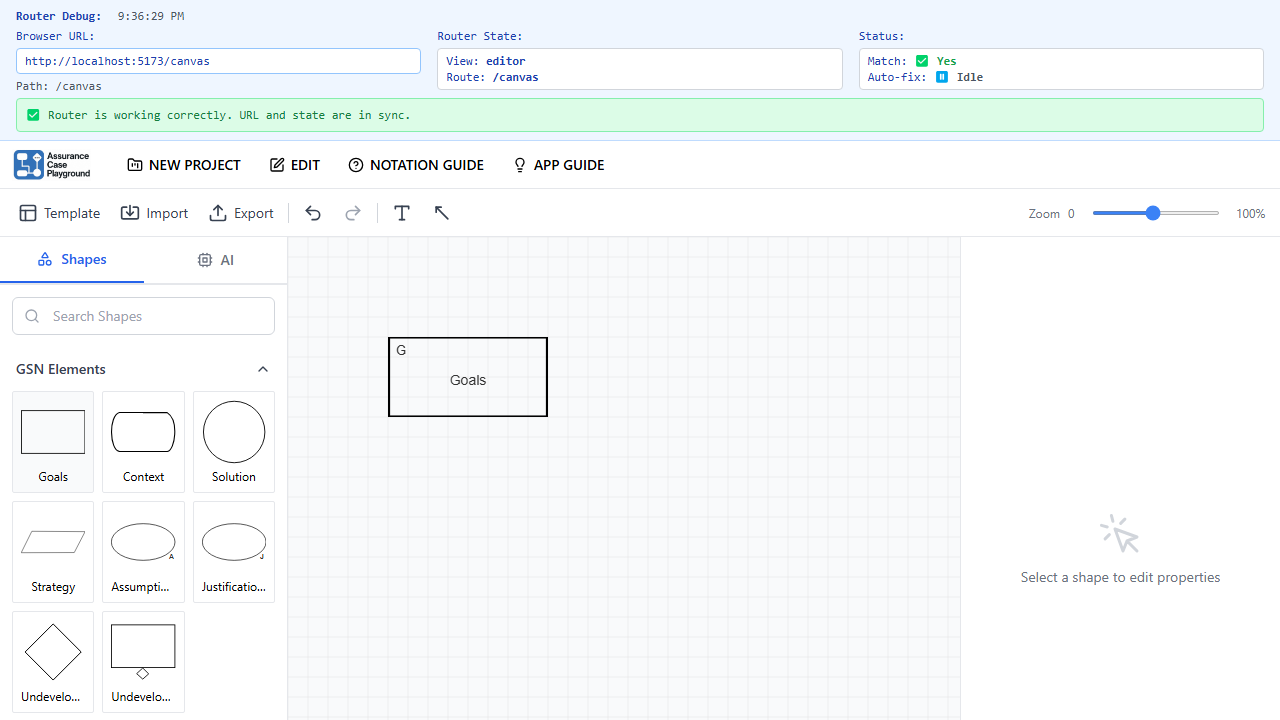 Router Debug: 9:36:29 PM
Browser URL:
http://localhost:5173/canvas
Path: /canvas
Router State:
View: editor
Route: /canvas
Status:
Match: ✅ Yes
Auto-fix: ⏸ Idle
✅ Router is working correctly. URL and state are in sync.
Assurance
Case
Playground
NEW PROJECT
EDIT
NOTATION GUIDE
APP GUIDE
Template
Import
Export
Zoom 0
100%
Shapes
AI
Search Shapes
GSN Elements
Goals
Context
Solution
A
J
Strategy
Assumpti...
Justificatio...
Undevelo...
Undevelo...
G
Goals
Select a shape to edit properties